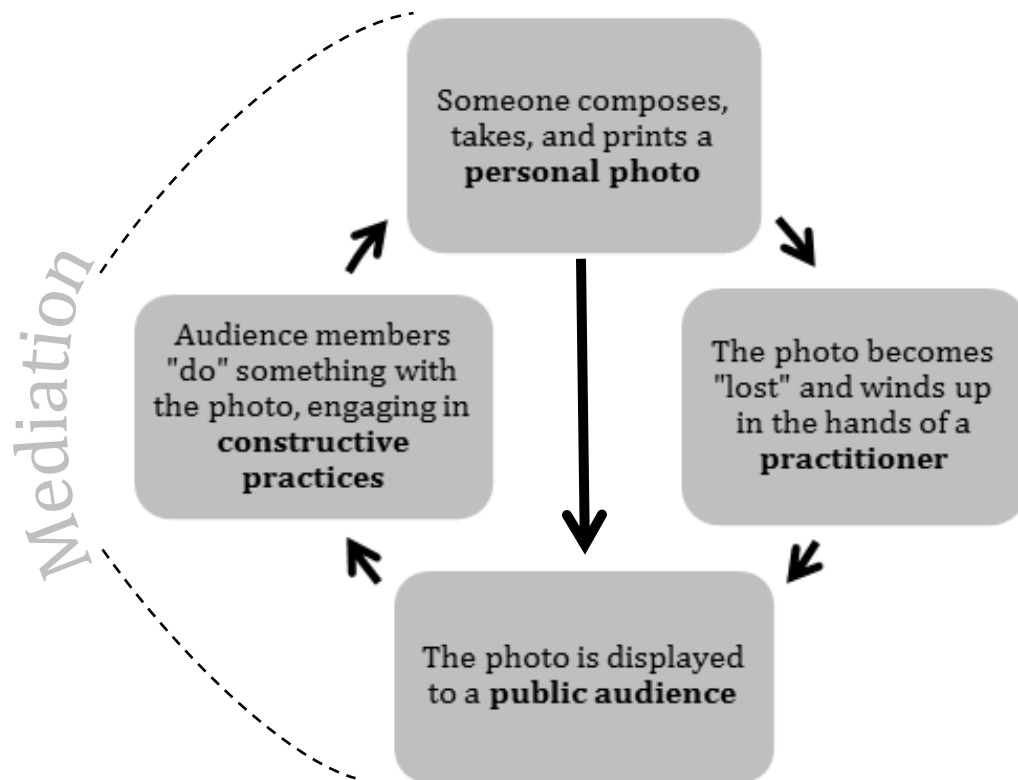 Someone composes,
takes, and prints a
personal photo
The photo becomes
"lost" and winds up
in the hands of a
practitioner
The photo is displayed
to a public audience
Audience members
"do" something with
the photo, engaging in
constructive
practices
Mediation